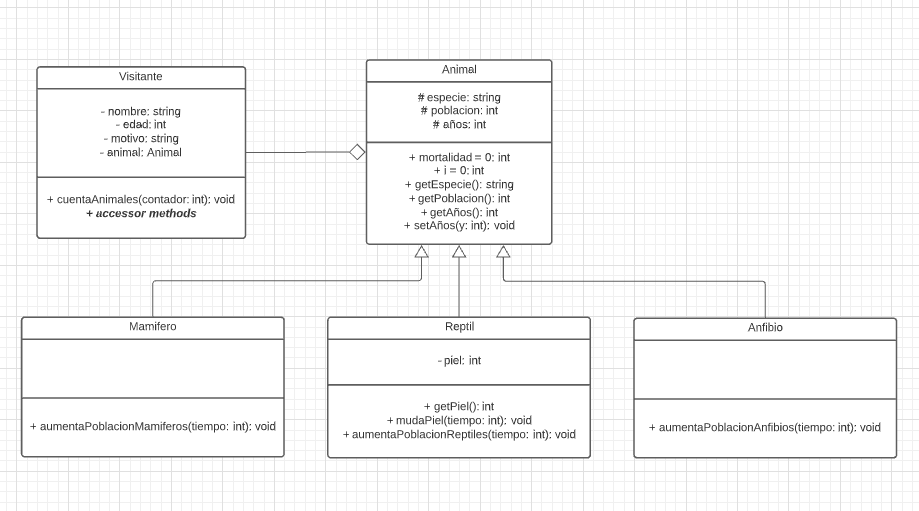 Visitante
- nombre: string
- edad: int
- motivo: string
- animal: Animal
+ cuentaAnimales(contador: int): void
+ accessor methods
Animal
# especie: string
# poblacion: int
# años: int
+ mortalidad = 0: int
+ i = 0: int
+ getEspecie(): string
+ getPoblacion(): int
+ getAños(): int
+ setAños(y: int): void
Mamifero
+ aumentaPoblacionMamiferos(tiempo: int): void
Reptil
- piel: int
+ getPiel(): int
+ mudaPiel(tiempo: int): void
+ aumentaPoblacionReptiles(tiempo: int): void
Anfibio
+ aumentaPoblacionAnfibios(tiempo: int): void